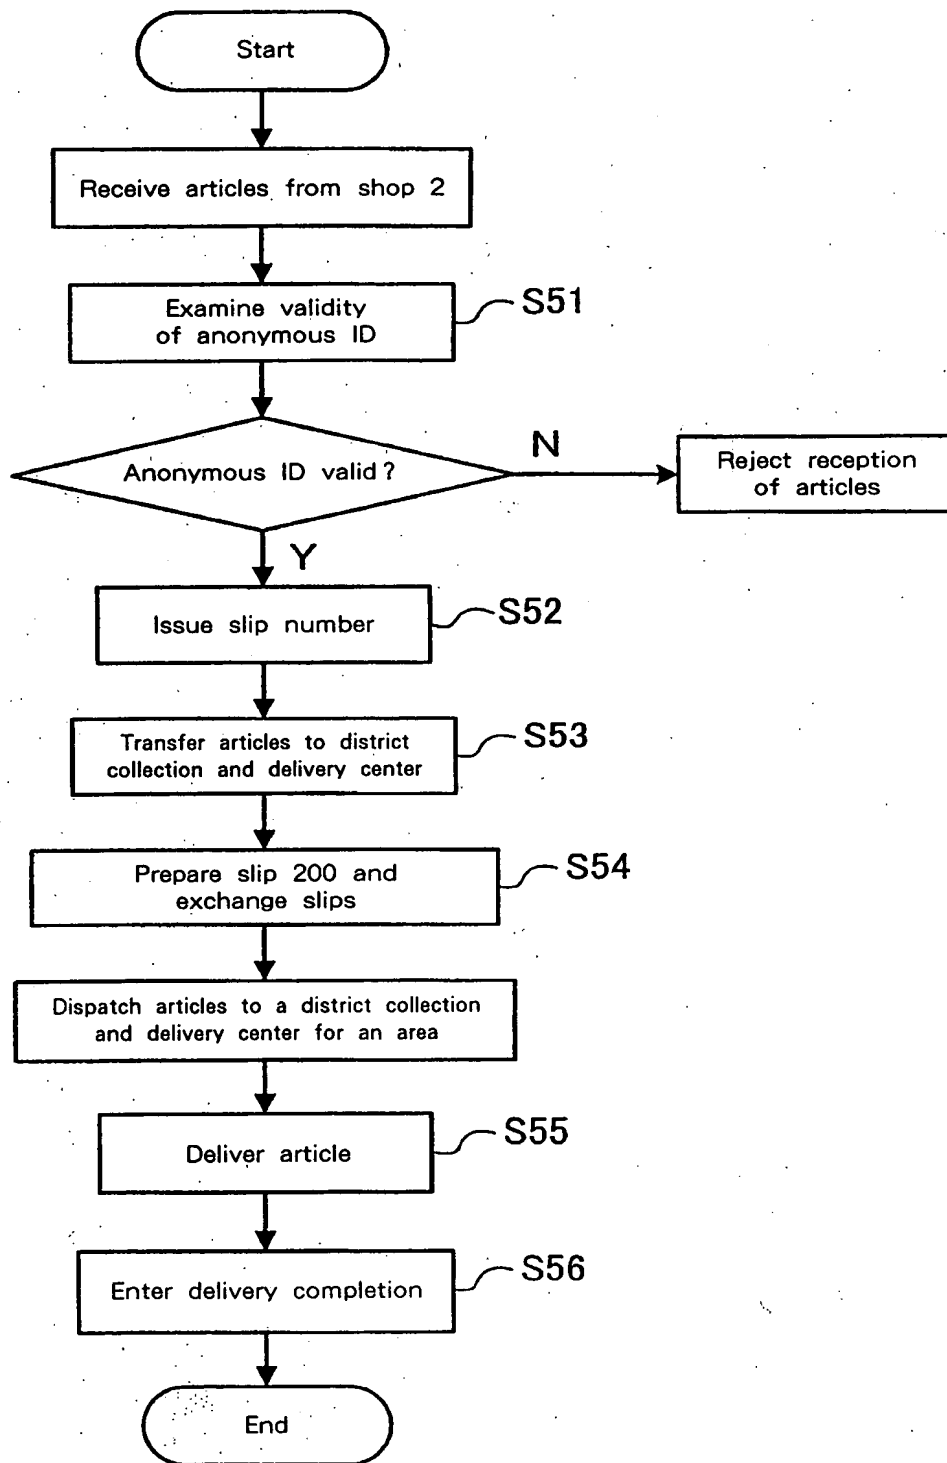 Start
Receive articles from shop 2
Examine validity
of anonymous ID
S51
Anonymous ID valid?
N
Reject reception
of articles
Y
Issue slip number
S52
Transfer articles to district
collection and delivery center
S53
Prepare slip 200 and
exchange slips
S54
Dispatch articles to a district collection
and delivery center for an area
Deliver article
S55
Enter delivery completion
S56
End